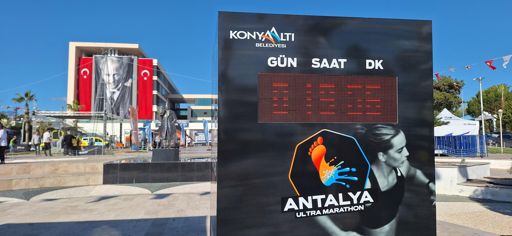 KONYAALTI
BELEDİYESİ
GÜN SAAT DK
ANTALYA
ULTRA MARATHON